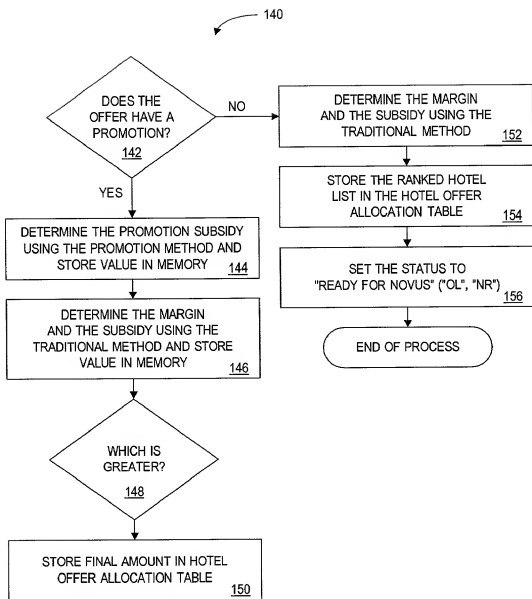 140
DOES THE
OFFER HAVE A
PROMOTION?
142
NO
YES
DETERMINE THE PROMOTION SUBSIDY
USING THE PROMOTION METHOD AND
STORE VALUE IN MEMORY
144
DETERMINE THE MARGIN
AND THE SUBSIDY USING THE
TRADITIONAL METHOD AND STORE
VALUE IN MEMORY
146
WHICH IS
GREATER?
148
STORE FINAL AMOUNT IN HOTEL
OFFER ALLOCATION TABLE
150
DETERMINE THE MARGIN
AND THE SUBSIDY USING THE
TRADITIONAL METHOD
152
STORE THE RANKED HOTEL
LIST IN THE HOTEL OFFER
ALLOCATION TABLE
154
SET THE STATUS TO
"READY FOR NOVUS" ("OL", "NR")
156
END OF PROCESS